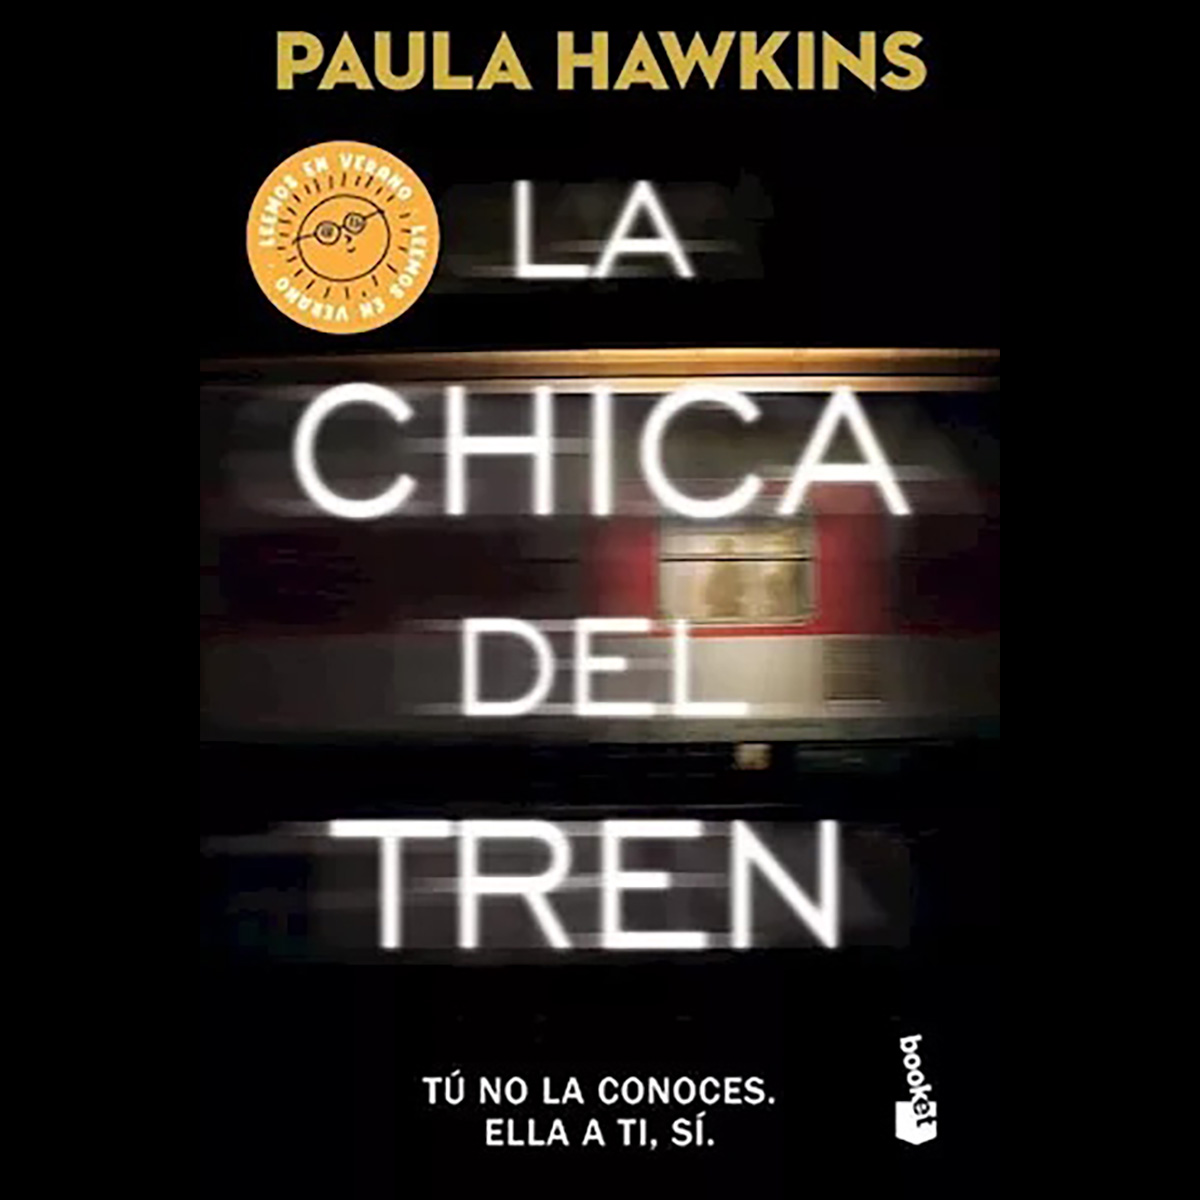 PAULA HAWKINS
LEEMOS EN VERANO · LEEMOS EN VERANO ·
LA
CHICA
DEL
TREN
TÚ NO LA CONOCES.
ELLA A TI, SÍ.
booket